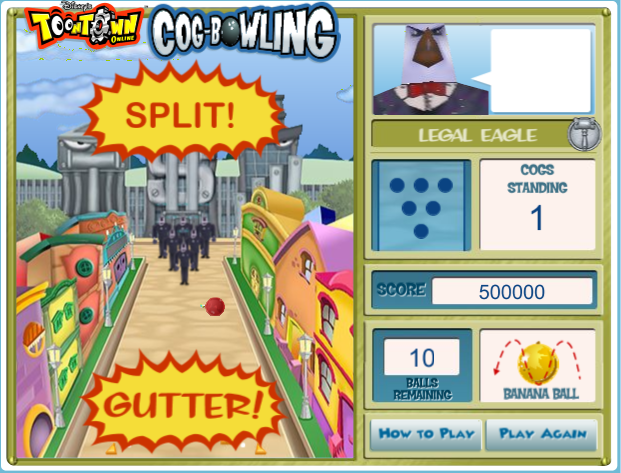 Disney's
TOONTOWN
ONLINE
COG-BOWLING
SPLIT!
GUTTER!
LEGAL EAGLE
COGS
STANDING
1
SCORE
500000
10
BALLS
REMAINING
BANANA BALL
HOW TO PLAY
PLAY AGAIN